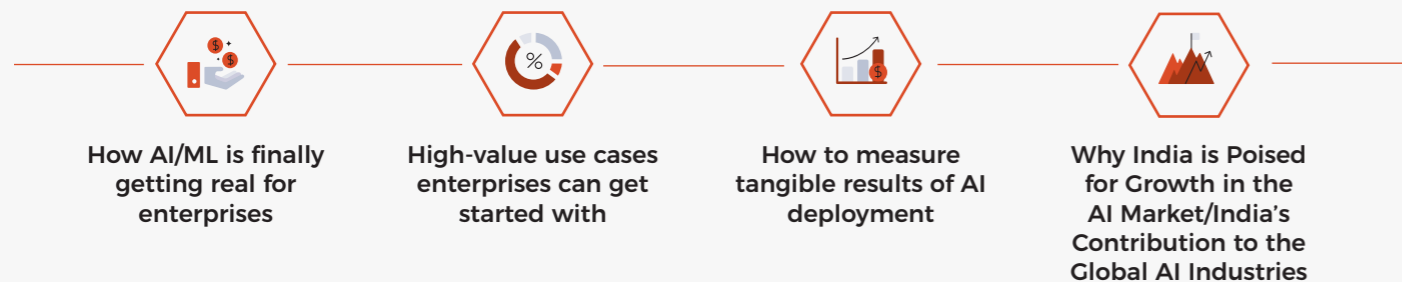 $
$
%
$
How AI/ML is finally
getting real for
enterprises
High-value use cases
enterprises can get
started with
How to measure
tangible results of AI
deployment
Why India is Poised
for Growth in the
AI Market/India's
Contribution to the
Global AI Industries